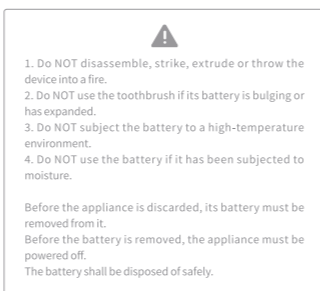 1. Do NOT disassemble, strike, extrude or throw the
device into a fire.
2. Do NOT use the toothbrush if its battery is bulging or
has expanded.
3. Do NOT subject the battery to a high-temperature
environment.
4. Do NOT use the battery if it has been subjected to
moisture.
Before the appliance is discarded, its battery must be
removed from it.
Before the battery is removed, the appliance must be
powered off.
The battery shall be disposed of safely.